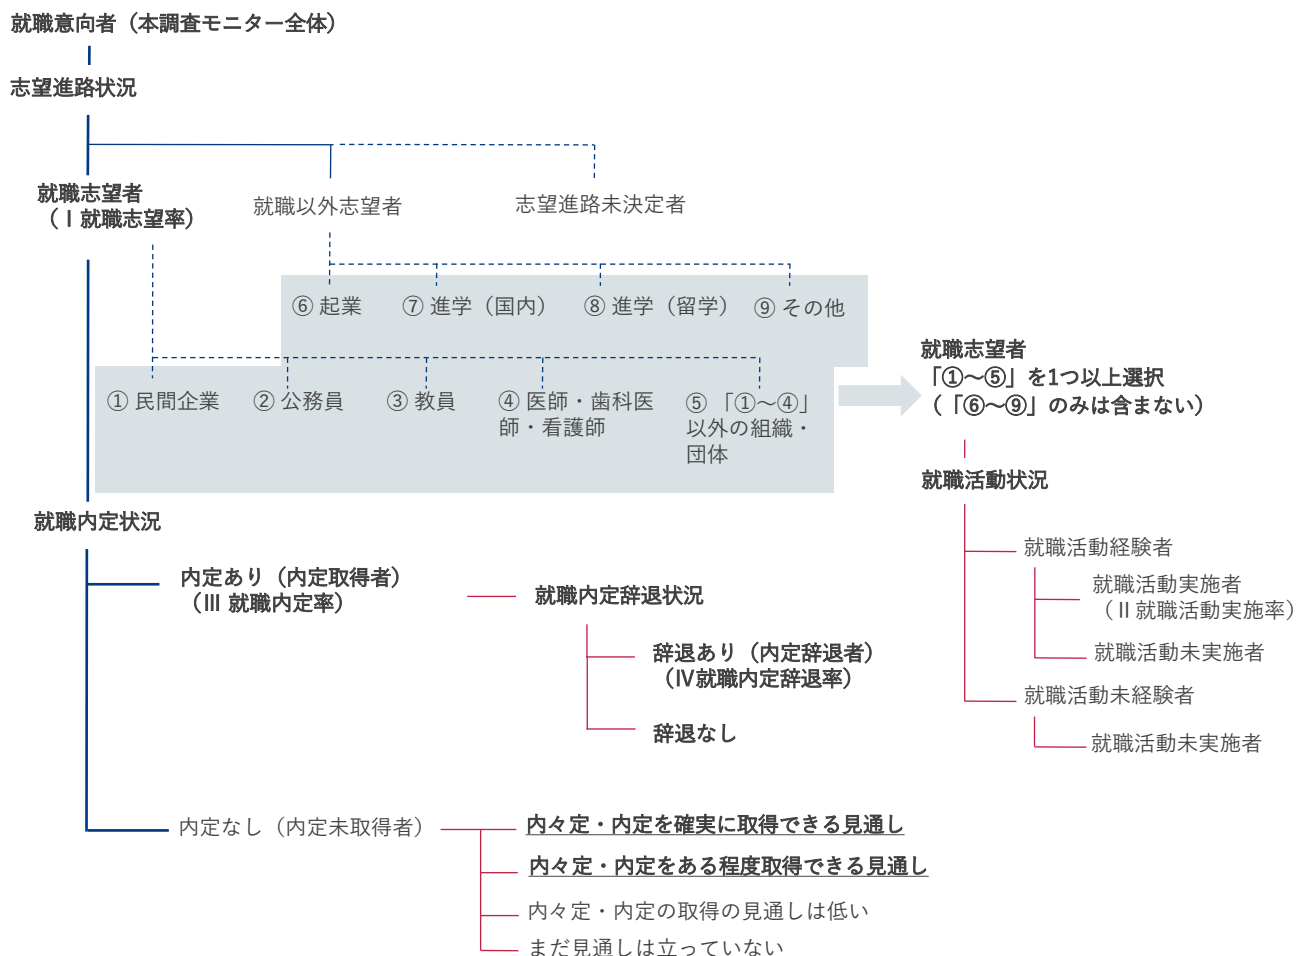 就職意向者（本調査モニター全体）
志望進路状況
就職志望者
（Ⅰ就職志望率）
就職以外志望者
志望進路未決定者
⑥ 起業
⑦ 進学（国内）
⑧ 進学（留学）
⑨ その他
① 民間企業
② 公務員
③ 教員
④ 医師・歯科医
師・看護師
⑤ 「①～④」
以外の組織・
団体
就職志望者
「①～⑤」を1つ以上選択
（「⑥～⑨」のみは含まない）
就職活動状況
就職活動経験者
就職活動実施者
（Ⅱ就職活動実施率）
就職活動未実施者
就職活動未経験者
就職活動未実施者
就職内定状況
内定あり（内定取得者）
（Ⅲ 就職内定率）
就職内定辞退状況
辞退あり（内定辞退者）
（Ⅳ就職内定辞退率）
辞退なし
内定なし（内定未取得者）
内々定・内定を確実に取得できる見通し
内々定・内定をある程度取得できる見通し
内々定・内定の取得の見通しは低い
まだ見通しは立っていない